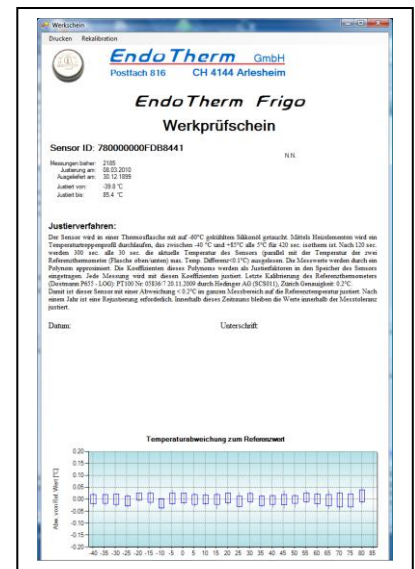 Werkschein
Drucken Rekalibration
EndoTherm GmbH
Postfach 816 CH 4144 Arlesheim
EndoTherm Frigo
Werkprüfschein
Sensor ID: 780000000FDB8441
N.N.
Messungen bisher: 2185
Justierung am: 08.03.2010
Ausgeliefert am: 30.12.1899
Justiert von: -39.8 °C
Justiert bis: 85.4 °C
Justierverfahren:
Der Sensor wird in einer Thermosflasche mit auf -60°C gekühltem Silikonöl getaucht. Mittels Heizelementen wird ein
Temperaturtreppenprofil durchlaufen, das zwischen -40 °C und +85°C alle 5°C für 420 sec. isotherm ist. Nach 120 sec.
werden 300 sec. alle 30 sec. die aktuelle Temperatur des Sensors (parallel mit der Temperatur der zwei
Referenzthermometer (Flasche oben/unten) max. Temp. Differenz<0.1°C) ausgelesen. Die Messwerte werden durch ein
Polynom approximiert. Die Koeffizienten dieses Polynoms werden als Justierfaktoren in den Speicher des Sensors
eingetragen. Jede Messung wird mit diesen Koeffizienten justiert. Letzte Kalibrierung des Referenzthermometers
(Dostmann P655 - LOG): PT100 Nr. 05836/7 20.11.2009 durch Hedinger AG (SCS011), Zürich Genauigkeit: 0.2°C.
Damit ist dieser Sensor mit einer Abweichung < 0.2°C im ganzen Messbereich auf die Referenztemperatur justiert. Nach
einem Jahr ist eine Rejustierung erforderlich. Innerhalb dieses Zeitraums bleiben die Werte innerhalb der Messtoleranz
justiert.
Datum: Unterschrift:
Temperaturabweichung zum Referenzwert
Abw. von Ref. Wert [°C]
0.20
0.15
0.10
0.05
0.00
-0.05
-0.10
-0.15
-0.20
-40 -35 -30 -25 -20 -15 -10 -5 0 5 10 15 20 25 30 35 40 45 50 55 60 65 70 75 80 85